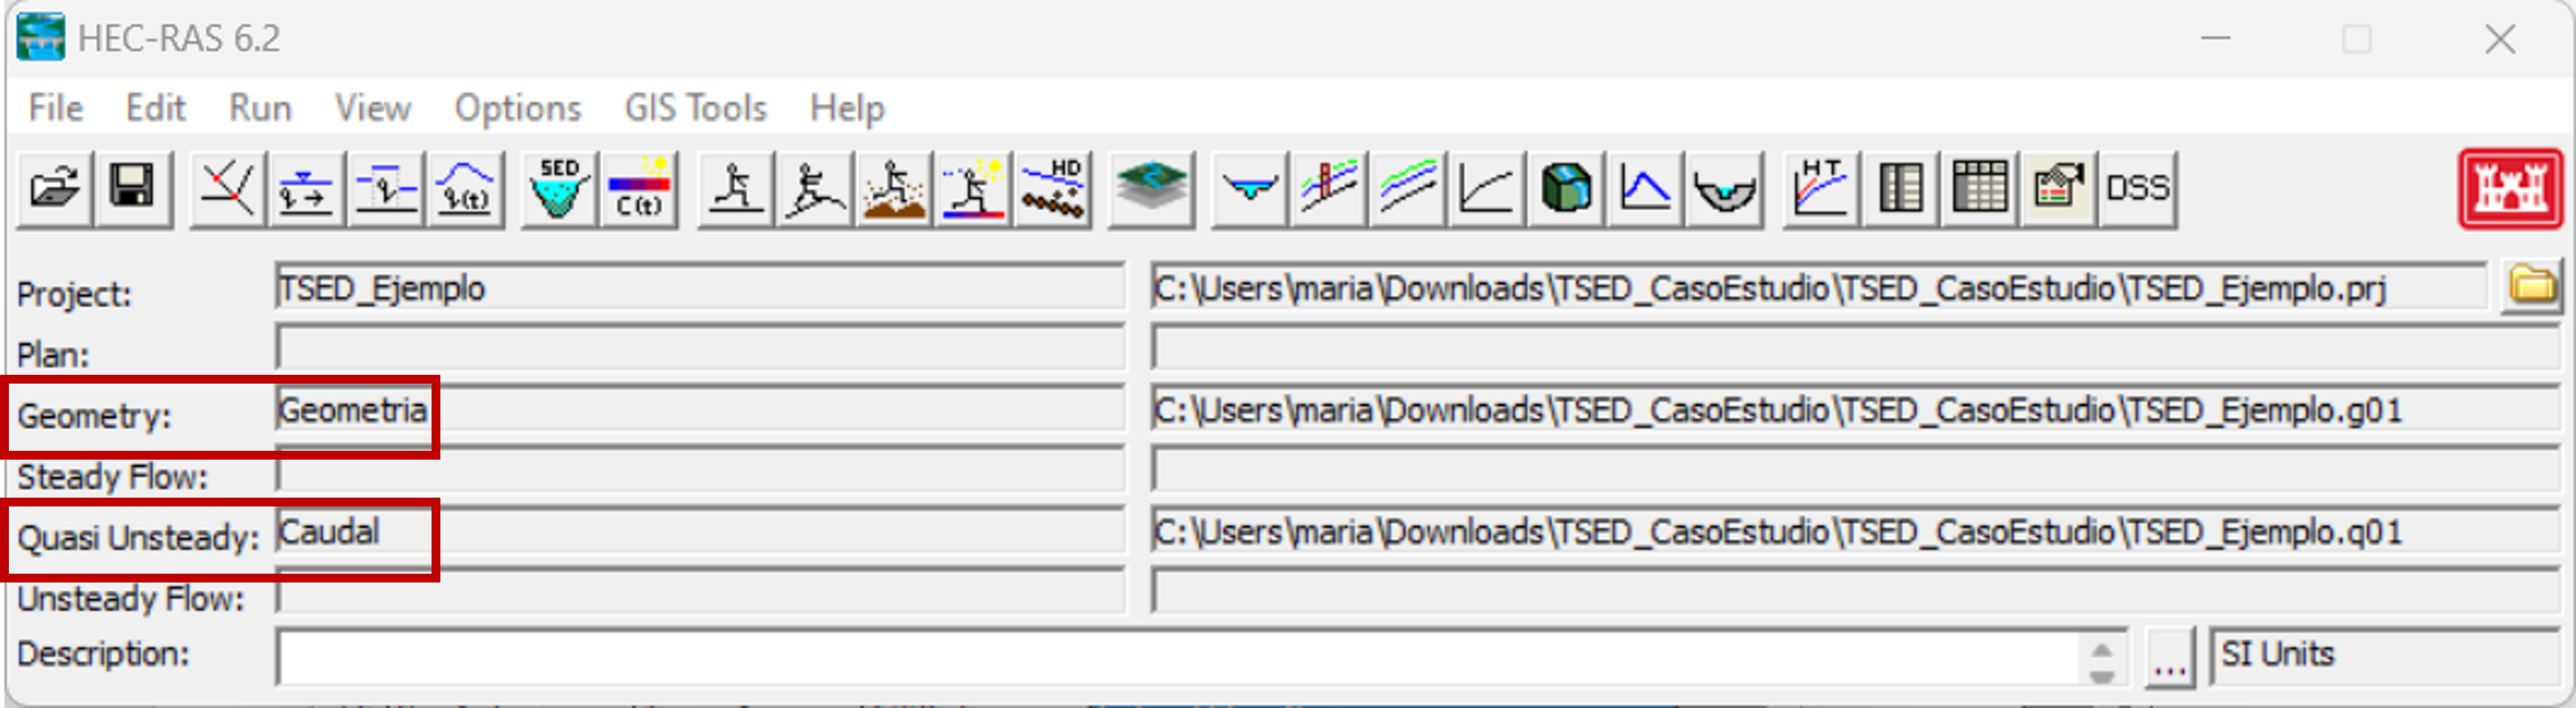 HEC-RAS 6.2
File Edit Run View Options GIS Tools Help
SED C(t) HD HT DSS
Project: TSED_Ejemplo C:\Users\maria\Downloads\TSED_CasoEstudio\TSED_CasoEstudio\TSED_Ejemplo.prj
Plan:
Geometry: Geometria C:\Users\maria\Downloads\TSED_CasoEstudio\TSED_CasoEstudio\TSED_Ejemplo.g01
Steady Flow:
Quasi Unsteady: Caudal C:\Users\maria\Downloads\TSED_CasoEstudio\TSED_CasoEstudio\TSED_Ejemplo.q01
Unsteady Flow:
Description: ... SI Units